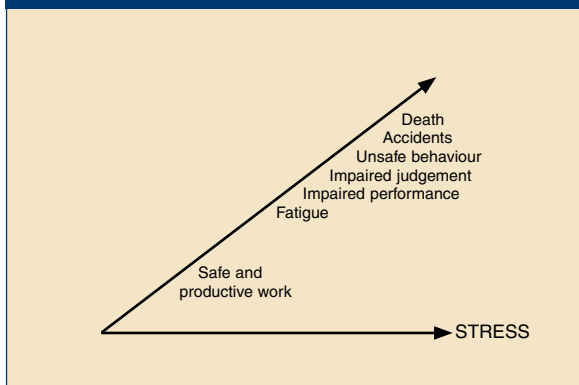 Death
Accidents
Unsafe behaviour
Impaired judgement
Impaired performance
Fatigue
Safe and
productive work
STRESS